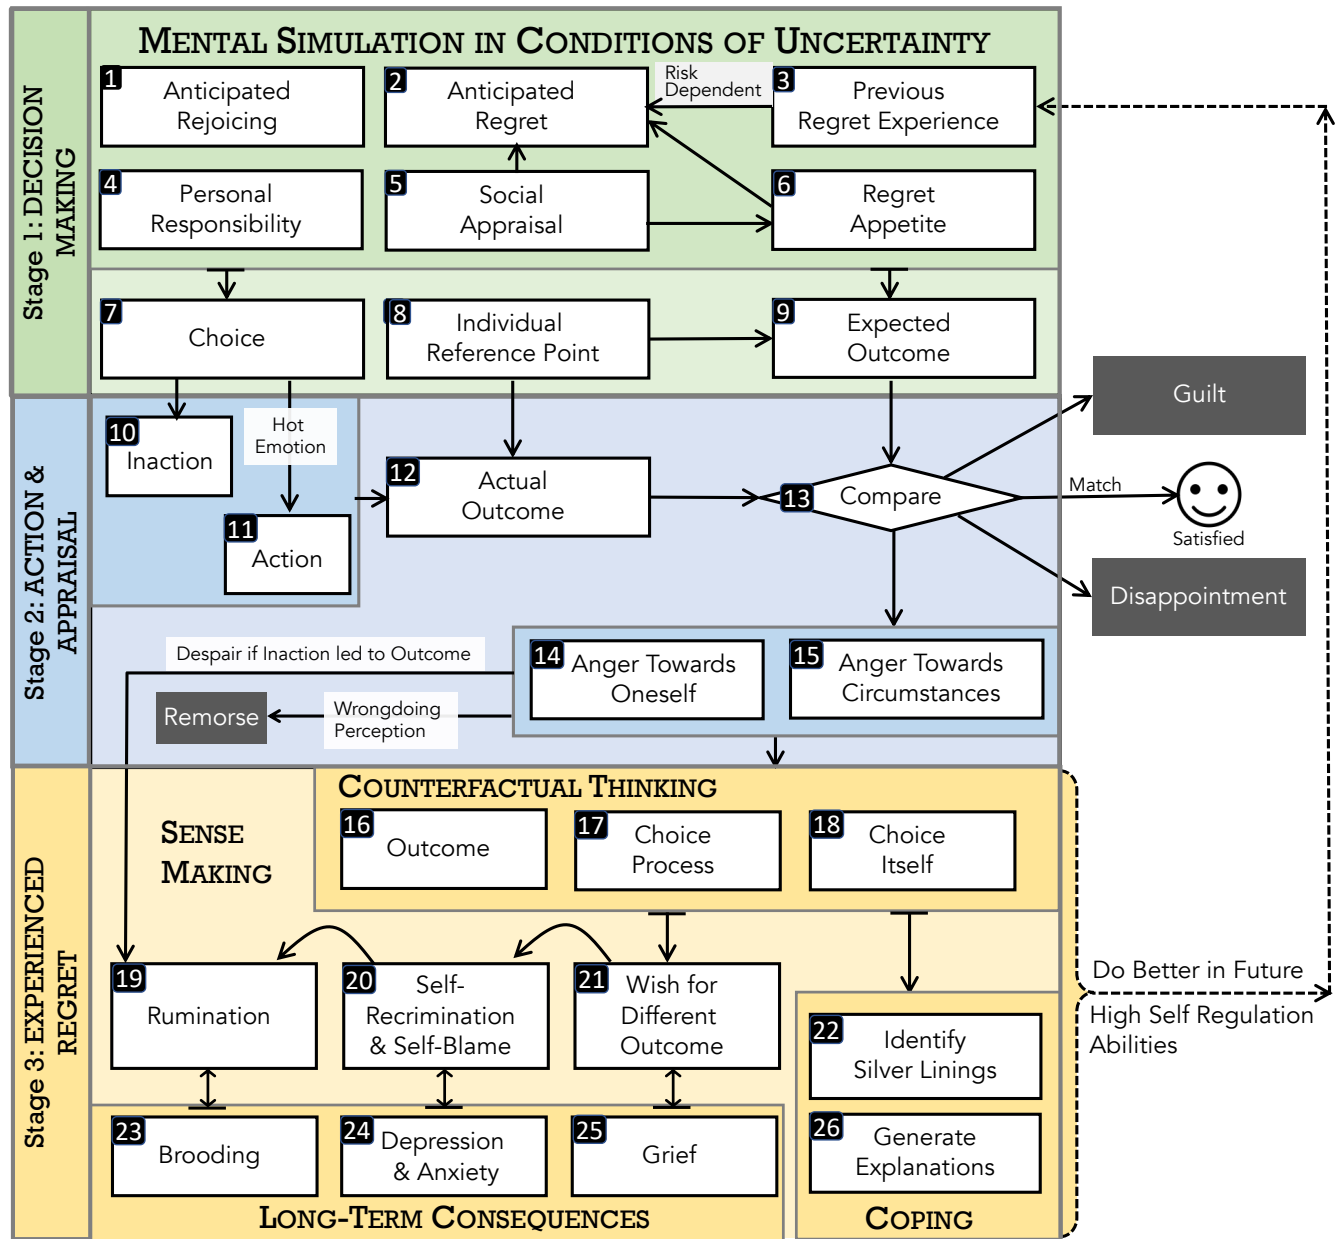 MENTAL SIMULATION IN CONDITIONS OF UNCERTAINTY
Stage 1: DECISION
MAKING
1
Anticipated
Rejoicing
2
Anticipated
Regret
Risk
Dependent
3
Previous
Regret Experience
4
Personal
Responsibility
5
Social
Appraisal
6
Regret
Appetite
7
Choice
8
Individual
Reference Point
9
Expected
Outcome
Stage 2: ACTION &
APPRAISAL
10
Inaction
Hot
Emotion
11
Action
12
Actual
Outcome
13
Compare
Guilt
Match
Satisfied
Disappointment
Despair if Inaction led to Outcome
14
Anger Towards
Oneself
15
Anger Towards
Circumstances
Remorse
Wrongdoing
Perception
Stage 3: EXPERIENCED
REGRET
SENSE
MAKING
COUNTERFACTUAL THINKING
16
Outcome
17
Choice
Process
18
Choice
Itself
19
Rumination
20
Self-
Recrimination
& Self-Blame
21
Wish for
Different
Outcome
22
Identify
Silver Linings
Do Better in Future
High Self Regulation
Abilities
23
Brooding
24
Depression
& Anxiety
25
Grief
26
Generate
Explanations
LONG-TERM CONSEQUENCES
COPING